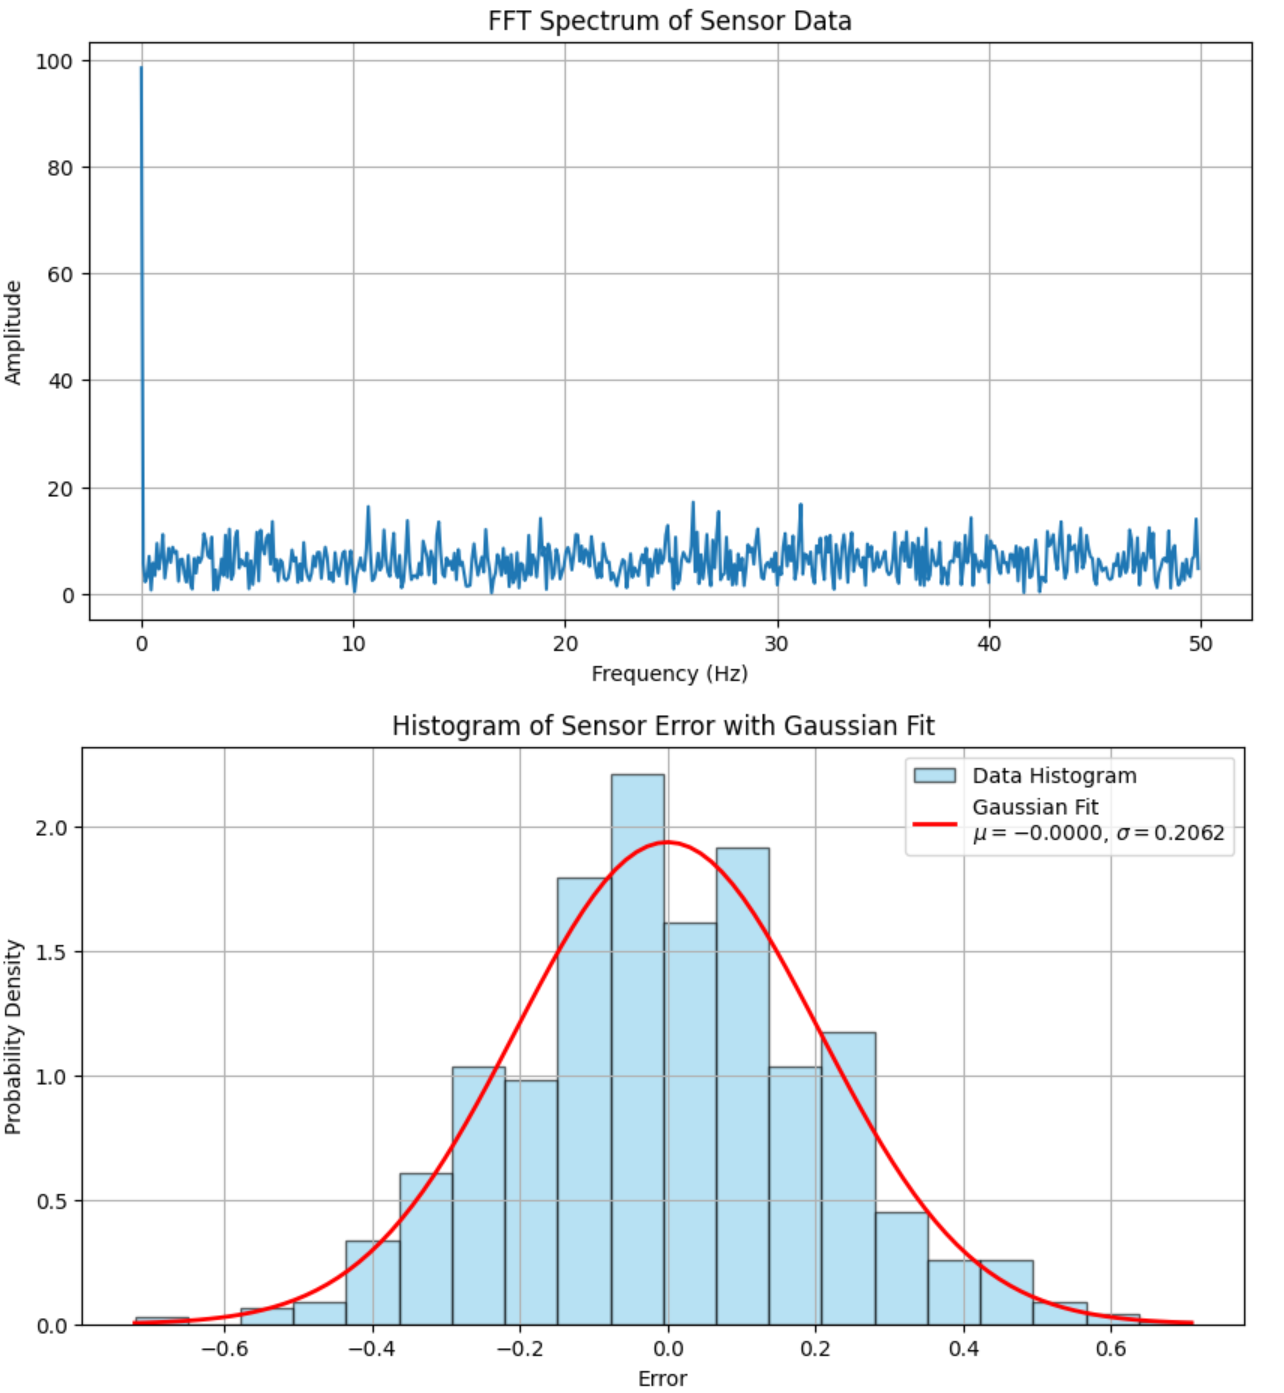 FFT Spectrum of Sensor Data
100
80
60
40
20
0
Amplitude
0 10 20 30 40 50
Frequency (Hz)
Histogram of Sensor Error with Gaussian Fit
Data Histogram
Gaussian Fit
μ = −0.0000, σ = 0.2062
2.0
1.5
1.0
0.5
0.0
Probability Density
−0.6 −0.4 −0.2 0.0 0.2 0.4 0.6
Error